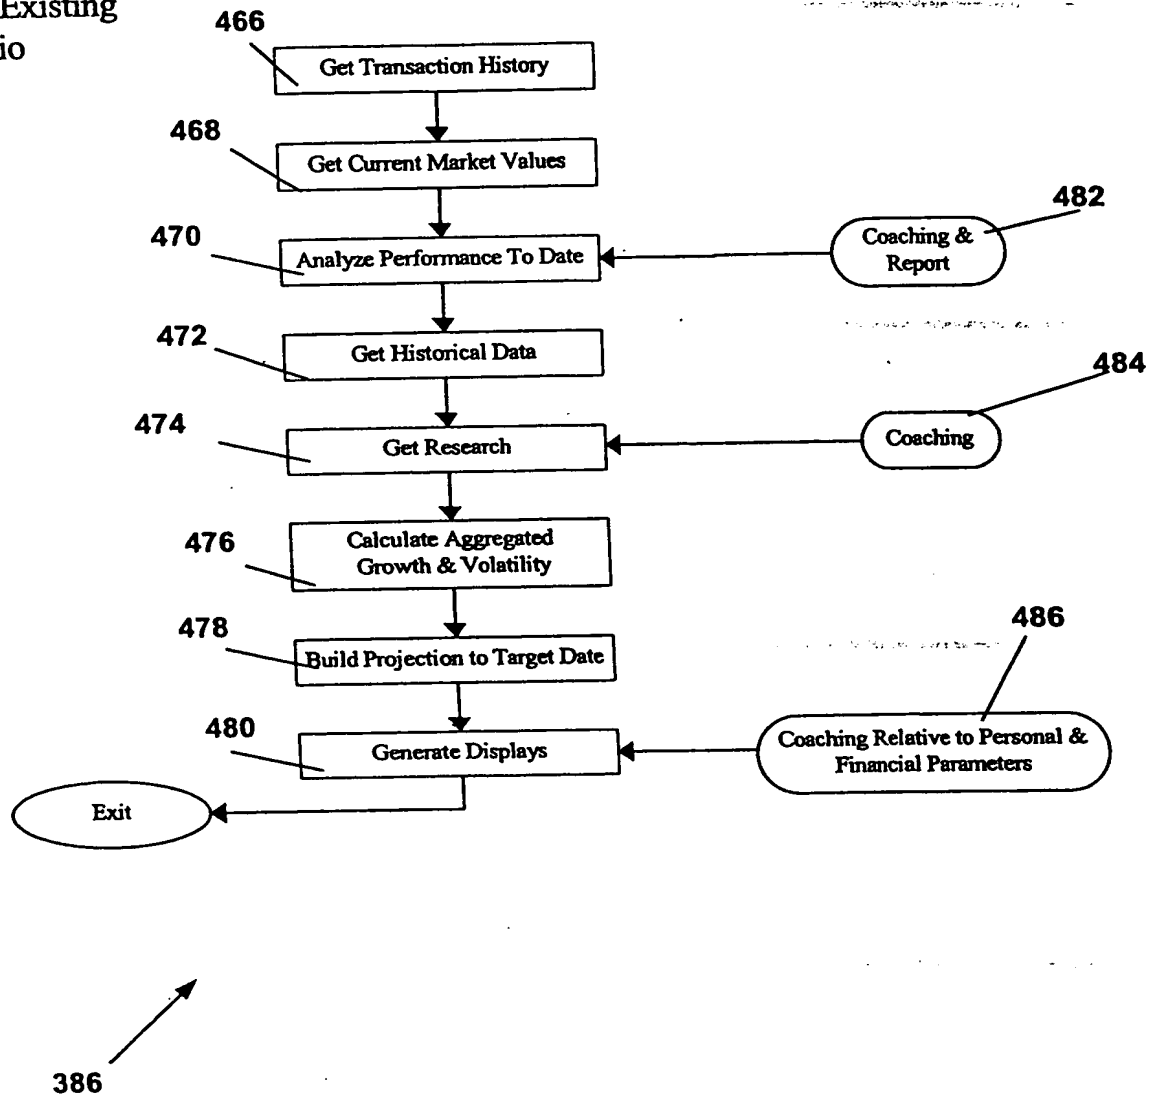 Existing
io
466
Get Transaction History
468
Get Current Market Values
482
470
Analyze Performance To Date
Coaching &
Report
472
Get Historical Data
484
474
Get Research
Coaching
476
Calculate Aggregated
Growth & Volatility
486
478
Build Projection to Target Date
480
Generate Displays
Coaching Relative to Personal &
Financial Parameters
Exit
386